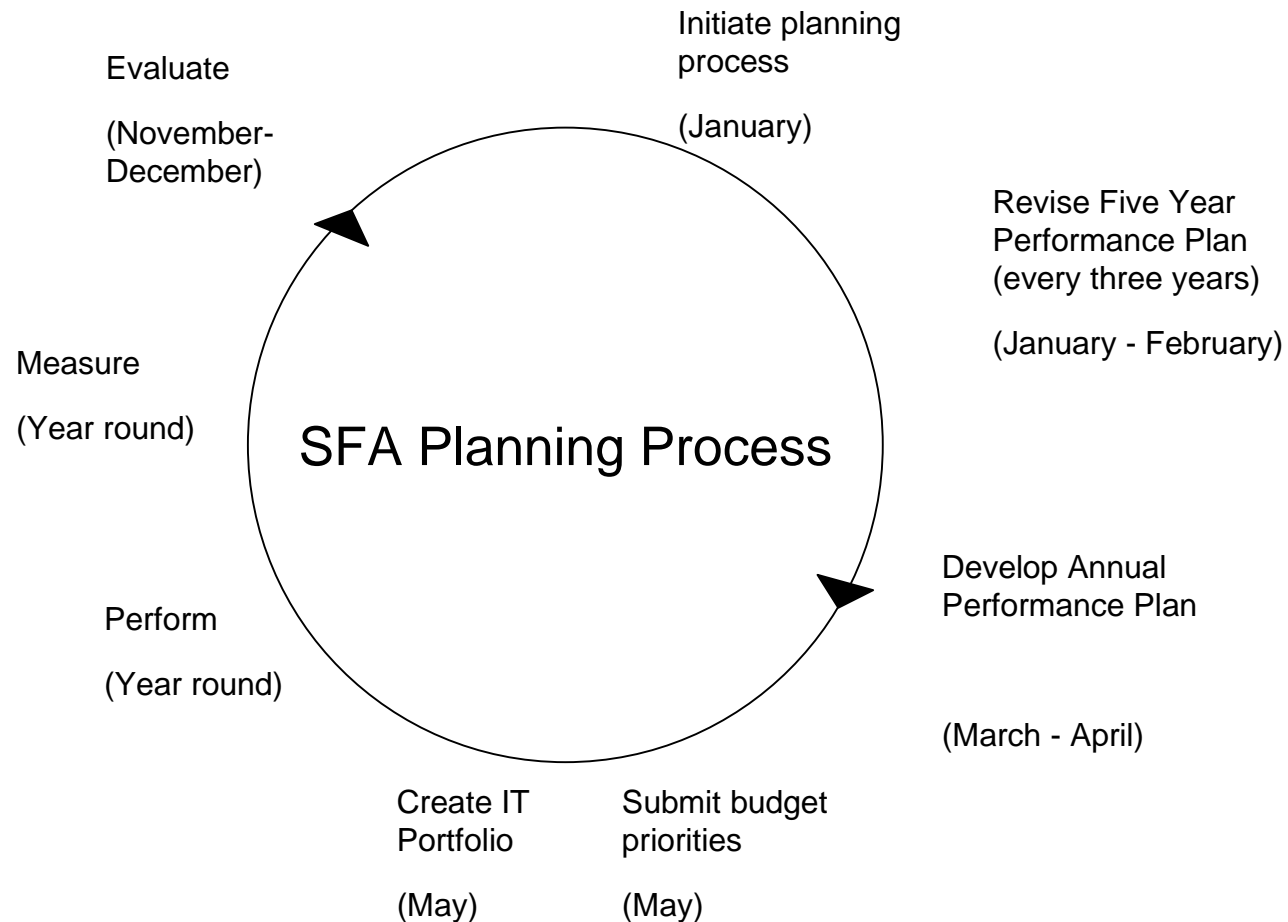 Initiate planning
process
(January)
Revise Five Year
Performance Plan
(every three years)
(January - February)
Develop Annual
Performance Plan
(March - April)
Submit budget
priorities
(May)
Create IT
Portfolio
(May)
Perform
(Year round)
Measure
(Year round)
Evaluate
(November-
December)
SFA Planning Process